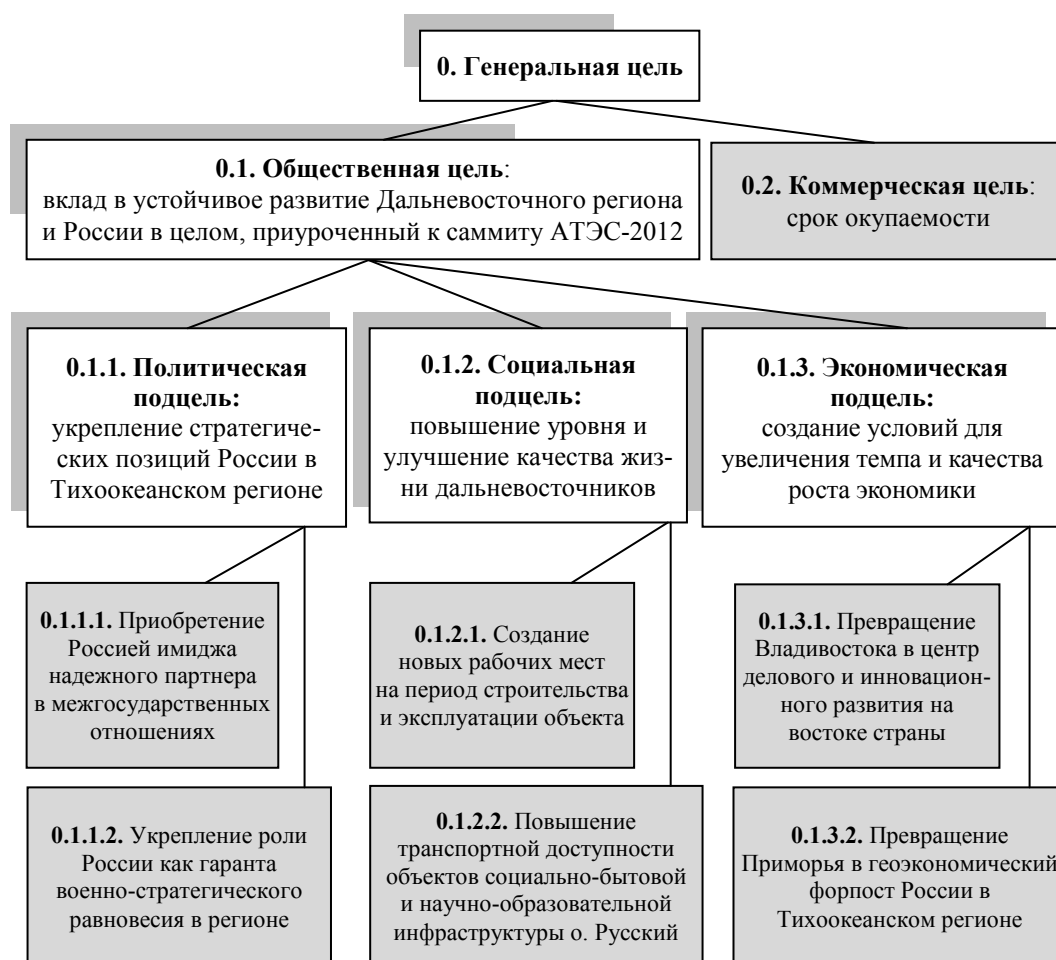 0. Генеральная цель
0.1. Общественная цель:
вклад в устойчивое развитие Дальневосточного региона
и России в целом, приуроченный к саммиту АТЭС-2012
0.2. Коммерческая цель:
срок окупаемости
0.1.1. Политическая
подцель:
укрепление стратегиче-
ских позиций России в
Тихоокеанском регионе
0.1.2. Социальная
подцель:
повышение уровня и
улучшение качества жиз-
ни дальневосточников
0.1.3. Экономическая
подцель:
создание условий для
увеличения темпа и качества
роста экономики
0.1.1.1. Приобретение
Россией имиджа
надежного партнера
в межгосударственных
отношениях
0.1.2.1. Создание
новых рабочих мест
на период строительства
и эксплуатации объекта
0.1.3.1. Превращение
Владивостока в центр
делового и инновацион-
ного развития на
востоке страны
0.1.1.2. Укрепление роли
России как гаранта
военно-стратегического
равновесия в регионе
0.1.2.2. Повышение
транспортной доступности
объектов социально-бытовой
и научно-образовательной
инфраструктуры о. Русский
0.1.3.2. Превращение
Приморья в геоэкономический
форпост России в
Тихоокеанском регионе